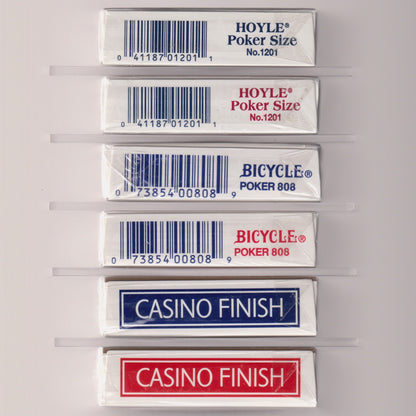 HOYLE®
Poker Size
No.1201
0 41187 01201 1
HOYLE®
Poker Size
No.1201
0 41187 01201 1
BICYCLE®
POKER 808
0 73854 00808 9
BICYCLE®
POKER 808
0 73854 00808 9
CASINO FINISH
CASINO FINISH